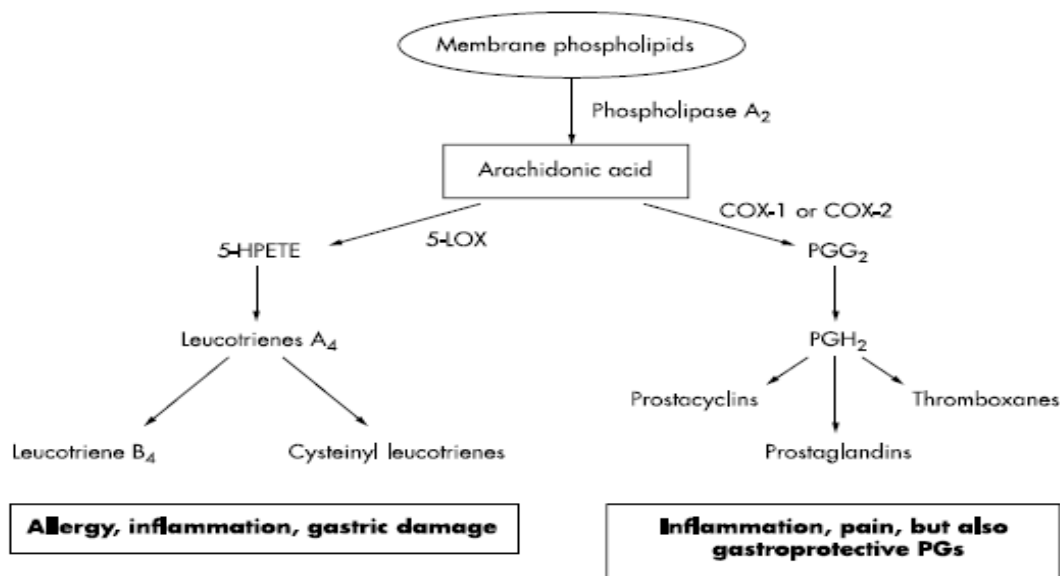 Membrane phospholipids
Phospholipase A₂
Arachidonic acid
COX-1 or COX-2
5-LOX
5-HPETE
PGG₂
Leucotrienes A₄
PGH₂
Prostacyclins
Thromboxanes
Leucotriene B₄
Cysteinyl leucotrienes
Prostaglandins
Allergy, inflammation, gastric damage
Inflammation, pain, but also
gastroprotective PGs